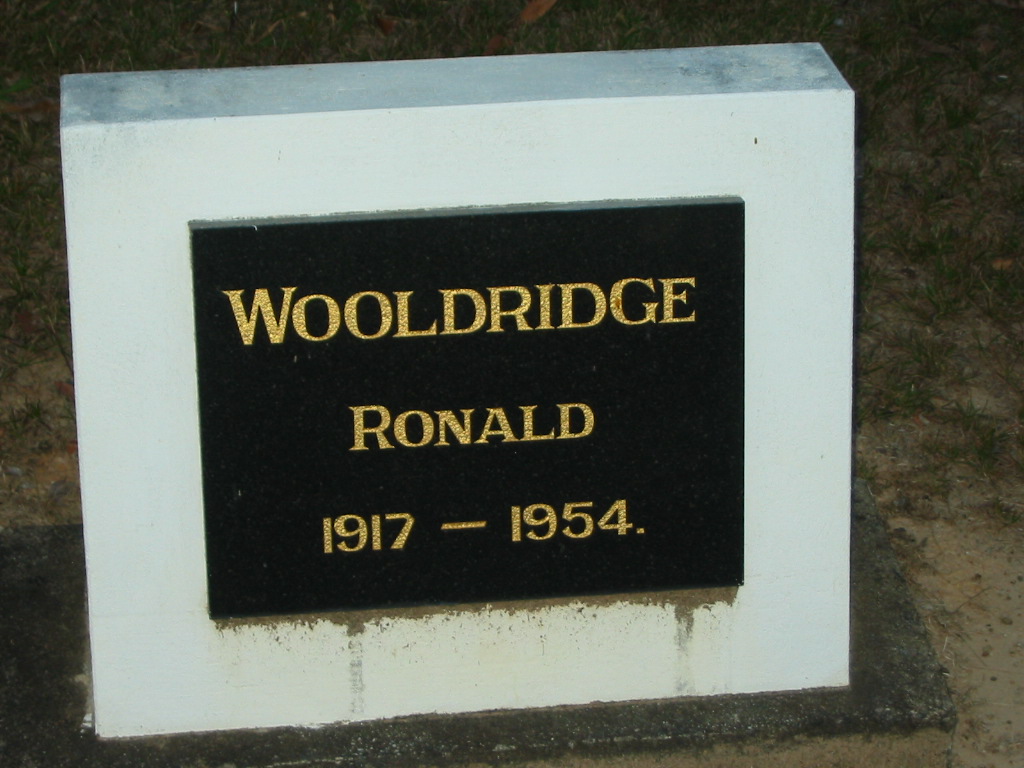 WOOLDRIDGE
RONALD
1917 — 1954.